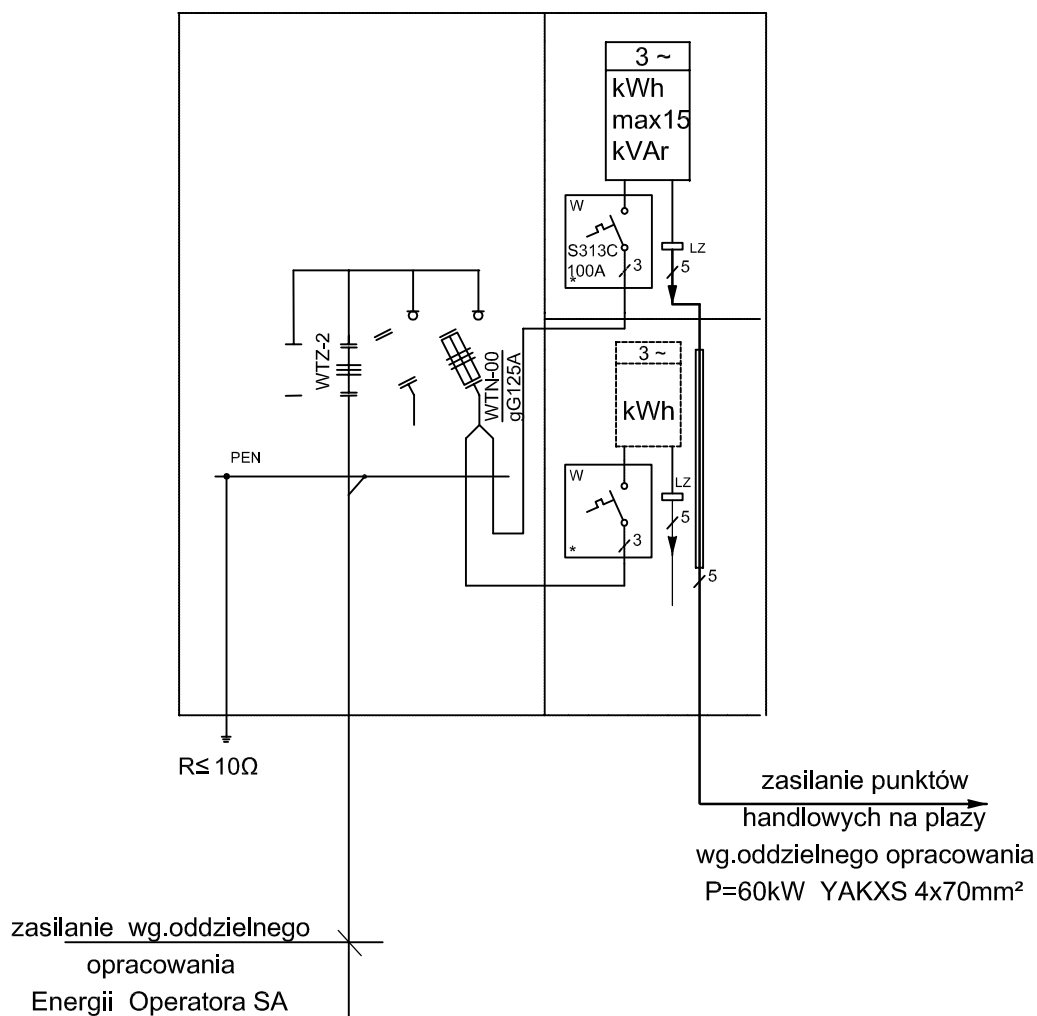 3 ~
kWh
max15
kVAr
W
S313C
100A
*
3
LZ
5
WTZ-2
WTN-00
gG125A
3 ~
kWh
PEN
W
*
3
LZ
5
5
R≤ 10Ω
zasilanie punktów
handlowych na plazy
wg.oddzielnego opracowania
P=60kW YAKXS 4x70mm²
zasilanie wg.oddzielnego
opracowania
Energii Operatora SA